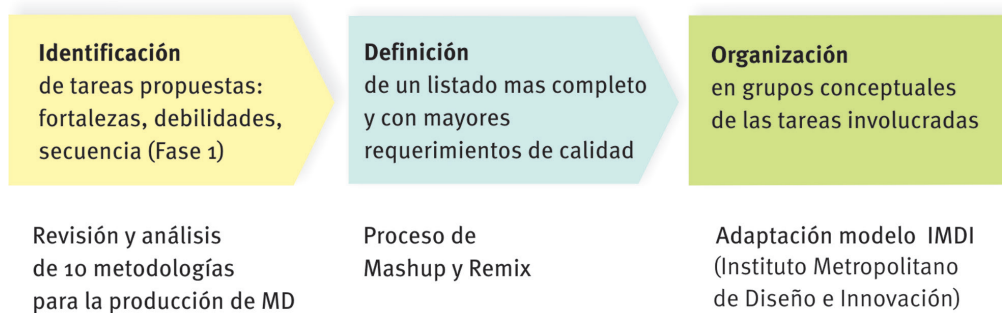 Identificación
de tareas propuestas:
fortalezas, debilidades,
secuencia (Fase 1)
Definición
de un listado mas completo
y con mayores
requerimientos de calidad
Organización
en grupos conceptuales
de las tareas involucradas
Revisión y análisis
de 10 metodologías
para la producción de MD
Proceso de
Mashup y Remix
Adaptación modelo IMDI
(Instituto Metropolitano
de Diseño e Innovación)